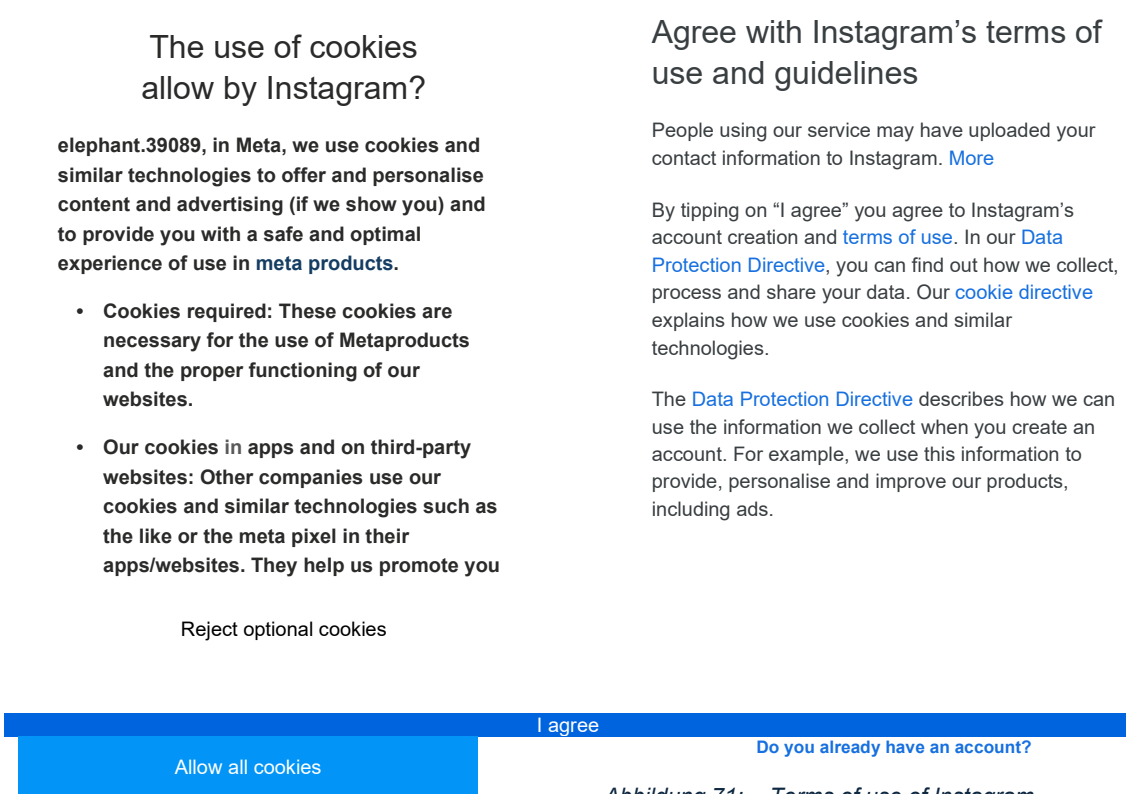 The use of cookies
allow by Instagram?
elephant.39089, in Meta, we use cookies and
similar technologies to offer and personalise
content and advertising (if we show you) and
to provide you with a safe and optimal
experience of use in meta products.
• Cookies required: These cookies are
necessary for the use of Metaproducts
and the proper functioning of our
websites.
• Our cookies in apps and on third-party
websites: Other companies use our
cookies and similar technologies such as
the like or the meta pixel in their
apps/websites. They help us promote you
Reject optional cookies
Agree with Instagram’s terms of
use and guidelines
People using our service may have uploaded your
contact information to Instagram. More
By tipping on “I agree” you agree to Instagram’s
account creation and terms of use. In our Data
Protection Directive, you can find out how we collect,
process and share your data. Our cookie directive
explains how we use cookies and similar
technologies.
The Data Protection Directive describes how we can
use the information we collect when you create an
account. For example, we use this information to
provide, personalise and improve our products,
including ads.
I agree
Allow all cookies
Do you already have an account?
Abbildung 71: Terms of use of Instagram